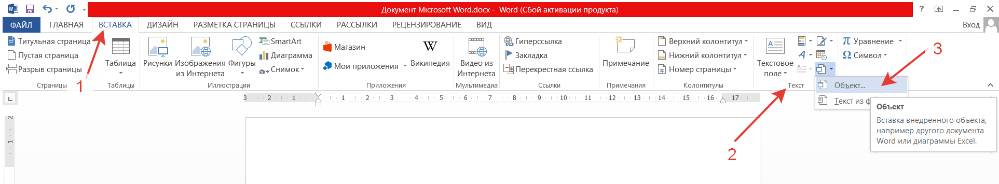 Документ Microsoft Word.docx - Word (Сбой активации продукта)
?
ФАЙЛ ГЛАВНАЯ ВСТАВКА ДИЗАЙН РАЗМЕТКА СТРАНИЦЫ ССЫЛКИ РАССЫЛКИ РЕЦЕНЗИРОВАНИЕ ВИД Вход
Титульная страница
Пустая страница
Разрыв страницы
Страницы
Таблица
Таблицы
Рисунки
Изображения
из Интернета
Фигуры
SmartArt
Диаграмма
Снимок
Иллюстрации
Магазин
Мои приложения
W
Википедия
Приложения
Видео из
Интернета
Мультимедиа
Гиперссылка
Закладка
Перекрестная ссылка
Ссылки
Примечание
Примечания
Верхний колонтитул
Нижний колонтитул
# Номер страницы
Колонтитулы
A
Текстовое
поле
A
A
Текст
π Уравнение
Ω Символ
Объект...
Текст из ф
Объект
Вставка внедренного объекта,
например другого документа
Word или диаграммы Excel.
1
2
3
L
3 2 1 1 2 3 4 5 6 7 8 9 10 11 12 13 14 15 16 17
2
1